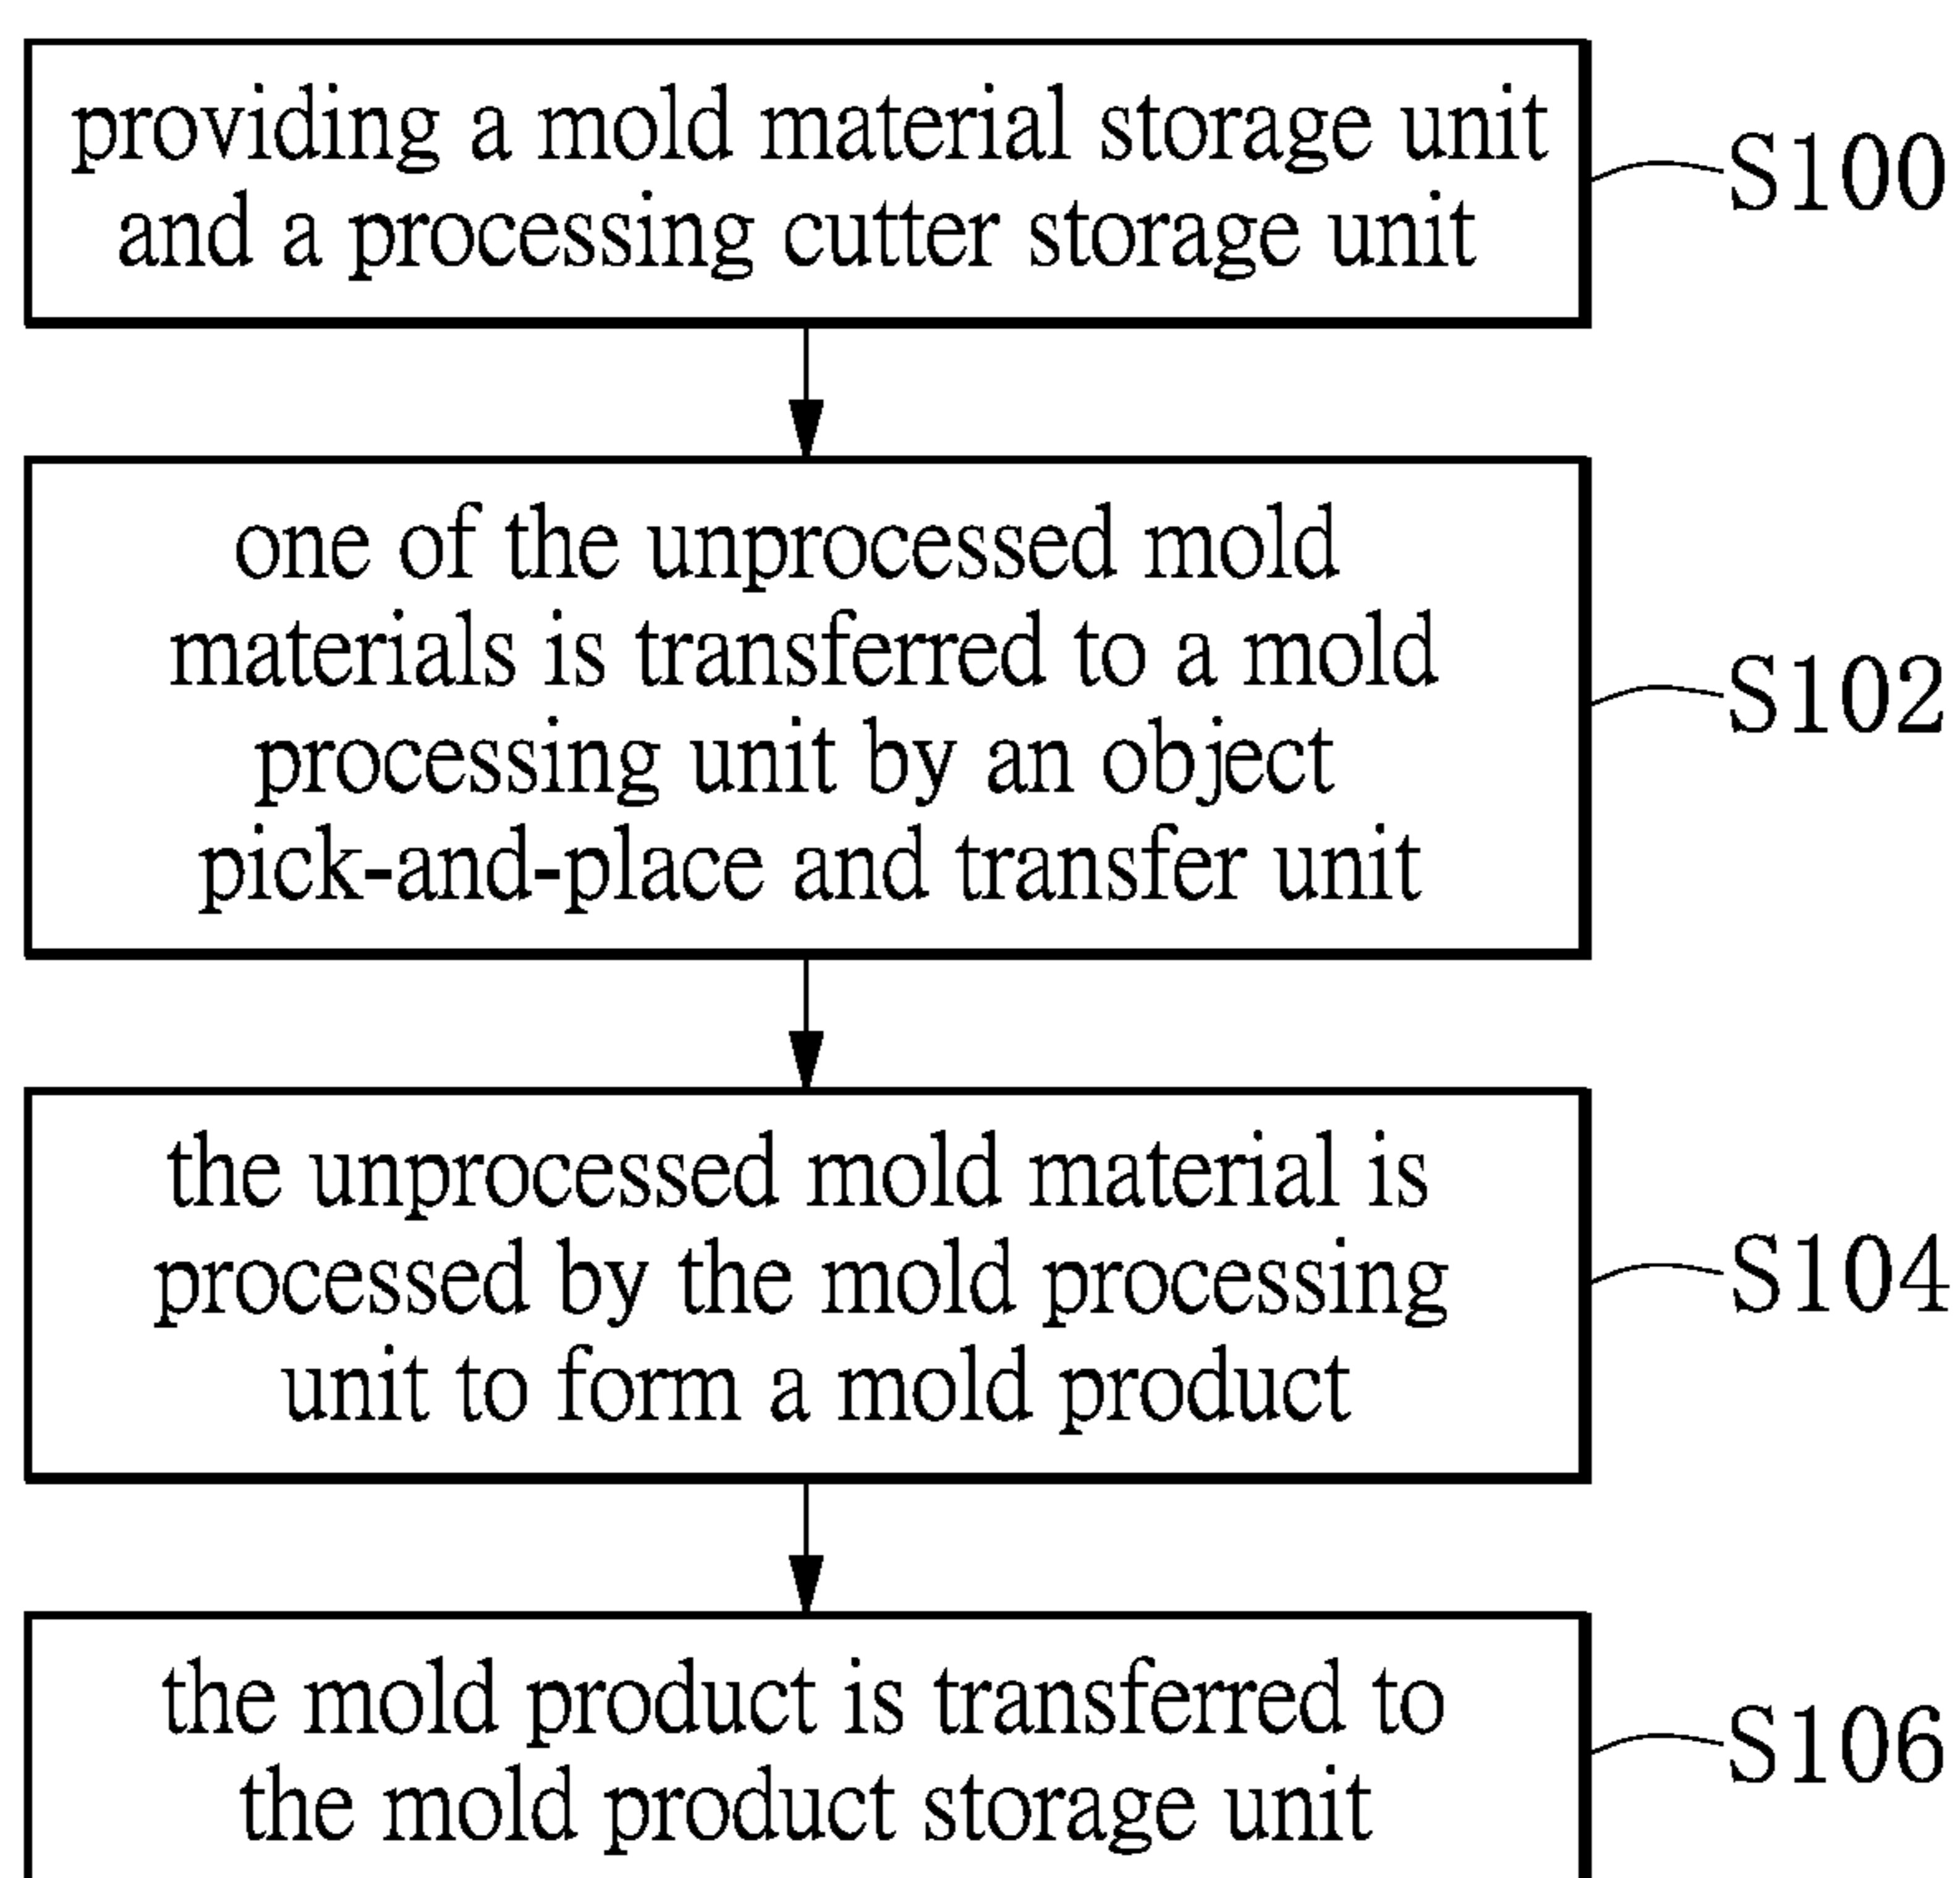 providing a mold material storage unit
and a processing cutter storage unit
S100
one of the unprocessed mold
materials is transferred to a mold
processing unit by an object
pick-and-place and transfer unit
S102
the unprocessed mold material is
processed by the mold processing
unit to form a mold product
S104
the mold product is transferred to
the mold product storage unit
S106